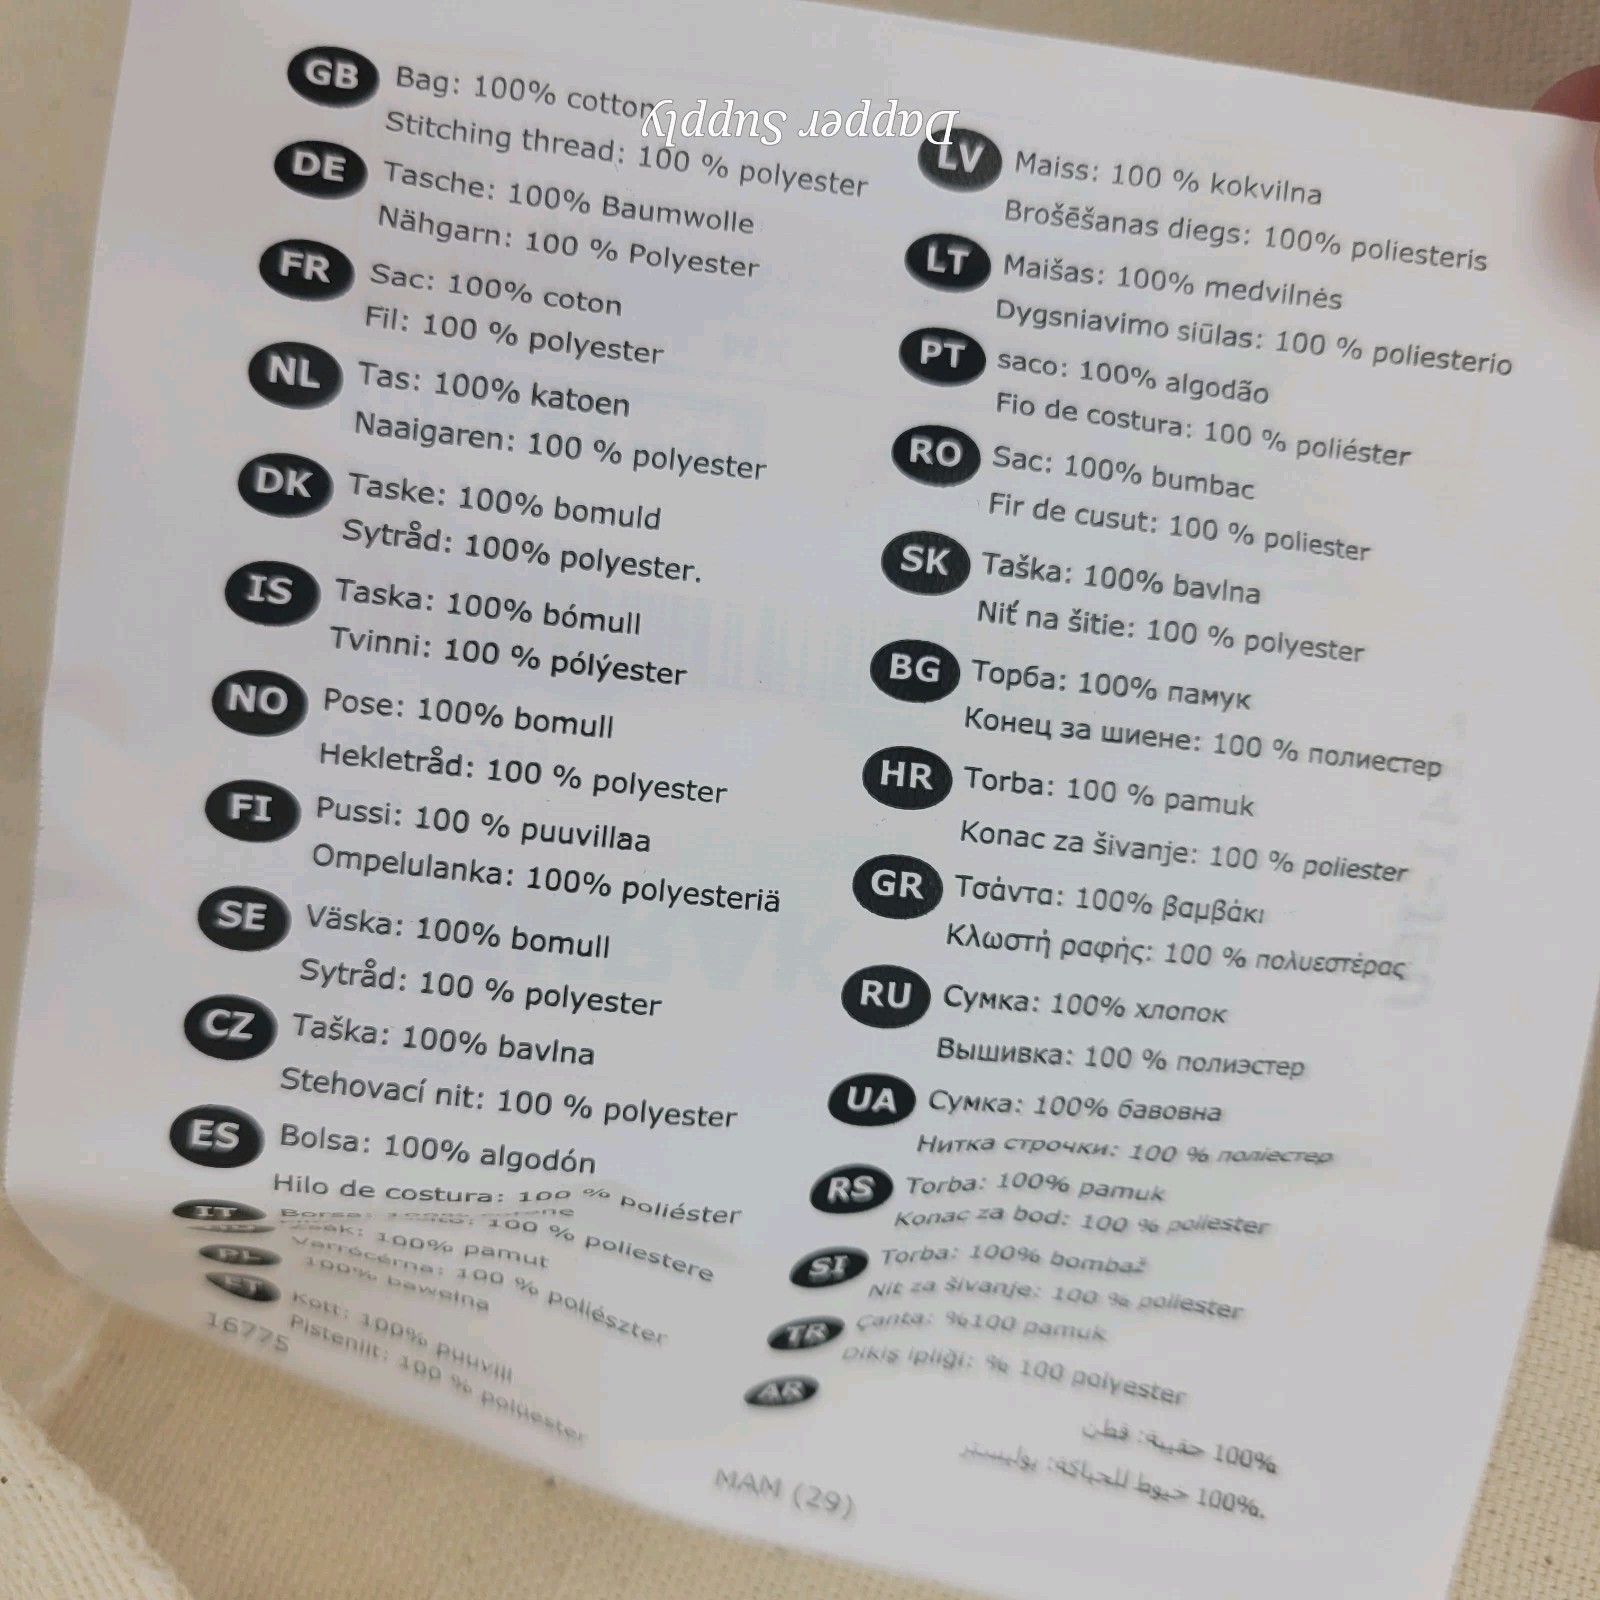 GB Bag: 100% cotton
Stitching thread: 100 % polyester
DE Tasche: 100% Baumwolle
Nähgarn: 100 % Polyester
FR Sac: 100% coton
Fil: 100 % polyester
NL Tas: 100% katoen
Naaigaren: 100 % polyester
DK Taske: 100% bomuld
Sytråd: 100% polyester.
IS Taska: 100% bómull
Tvinni: 100 % pólýester
NO Pose: 100% bomull
Hekletråd: 100 % polyester
FI Pussi: 100 % puuvillaa
Ompelulanka: 100% polyesteriä
SE Väska: 100% bomull
Sytråd: 100 % polyester
CZ Taška: 100% bavlna
Stehovací nit: 100 % polyester
ES Bolsa: 100% algodón
Hilo de costura: 100 % poliéster
IT Borsa: 100%
100 % poliestere
100% pamut
Varrócérna: 100 % poliészter
PL 100% bawełna
ET Kott: 100% puuvill
Pisteniit: 100 % polüester
16775
Dapper Supply
LV Maiss: 100 % kokvilna
Brošēšanas diegs: 100% poliesteris
LT Maišas: 100% medvilnės
Dygsniavimo siūlas: 100 % poliesterio
PT saco: 100% algodão
Fio de costura: 100 % poliéster
RO Sac: 100% bumbac
Fir de cusut: 100 % poliester
SK Taška: 100% bavlna
Niť na šitie: 100 % polyester
BG Торба: 100% памук
Конец за шиене: 100 % полиестер
HR Torba: 100 % pamuk
Konac za šivanje: 100 % poliester
GR Τσάντα: 100% βαμβάκι
Κλωστή ραφής: 100 % πολυεστέρας
RU Сумка: 100% хлопок
Вышивка: 100 % полиэстер
UA Сумка: 100% бавовна
Нитка строчки: 100 % поліестер
RS Torba: 100% pamuk
Konac za bod: 100 % poliester
SI Torba: 100% bombaž
Nit za šivanje: 100 % poliester
TR Çanta: %100 pamuk
Dikiş ipliği: % 100 polyester
AR
حقيبة: قطن 100%
خيوط للحياكة: بوليستر 100%.
MAM (29)